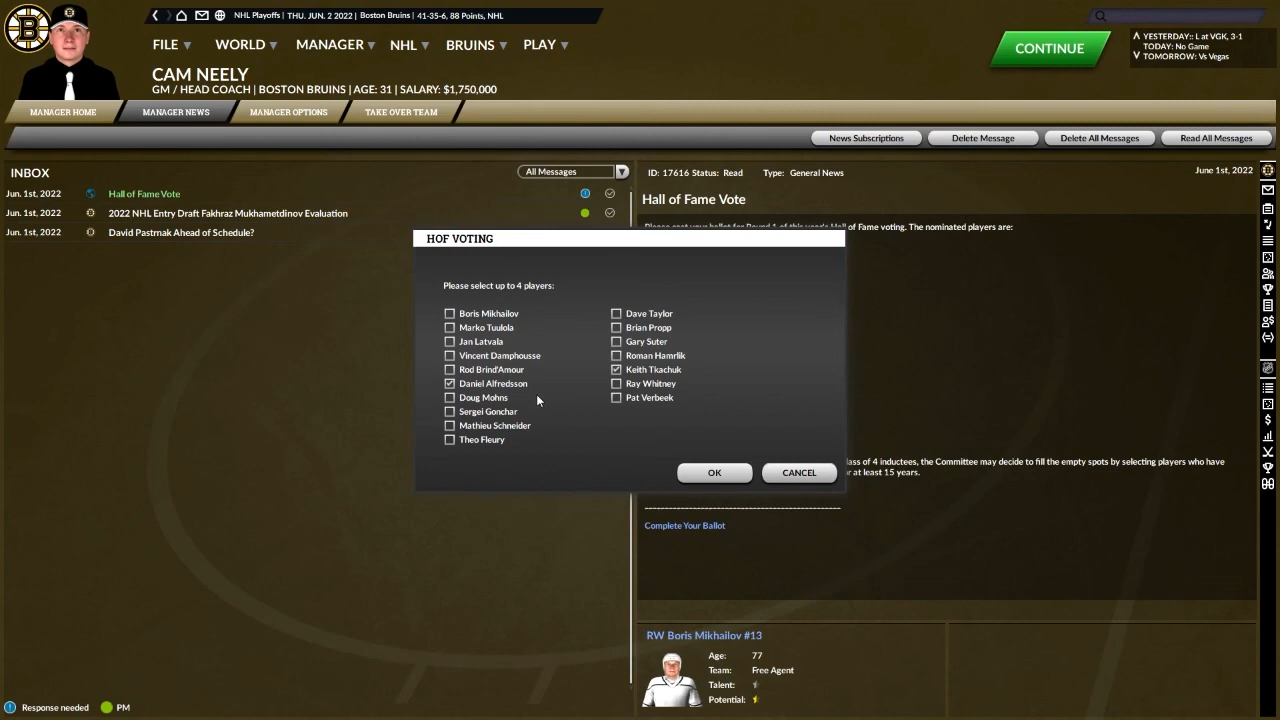 NHL Playoffs | THU. JUN. 2 2022 | Boston Bruins | 41-35-6, 88 Points, NHL
FILE WORLD MANAGER NHL BRUINS PLAY
CONTINUE
YESTERDAY:: L at VGK, 3-1
TODAY: No Game
TOMORROW: Vs Vegas
CAM NEELY
GM / HEAD COACH | BOSTON BRUINS | AGE: 31 | SALARY: $1,750,000
MANAGER HOME MANAGER NEWS MANAGER OPTIONS TAKE OVER TEAM
News Subscriptions Delete Message Delete All Messages Read All Messages
INBOX
All Messages
Jun. 1st, 2022 Hall of Fame Vote
Jun. 1st, 2022 2022 NHL Entry Draft Fakhraz Mukhametdinov Evaluation
Jun. 1st, 2022 David Pastrnak Ahead of Schedule?
ID: 17616 Status: Read Type: General News
June 1st, 2022
Hall of Fame Vote
Please cast your ballot for Round 1 of this year's Hall of Fame voting. The nominated players are:
HOF VOTING
Please select up to 4 players:
Boris Mikhailov
Marko Tuulola
Jan Latvala
Vincent Damphousse
Rod Brind'Amour
Daniel Alfredsson
Doug Mohns
Sergei Gonchar
Mathieu Schneider
Theo Fleury
Dave Taylor
Brian Propp
Gary Suter
Roman Hamrlik
Keith Tkachuk
Ray Whitney
Pat Verbeek
OK CANCEL
of 4 inductees, the Committee may decide to fill the empty spots by selecting players who have
at least 15 years.
Complete Your Ballot
RW Boris Mikhailov #13
Age: 77
Team: Free Agent
Talent:
Potential:
Response needed PM